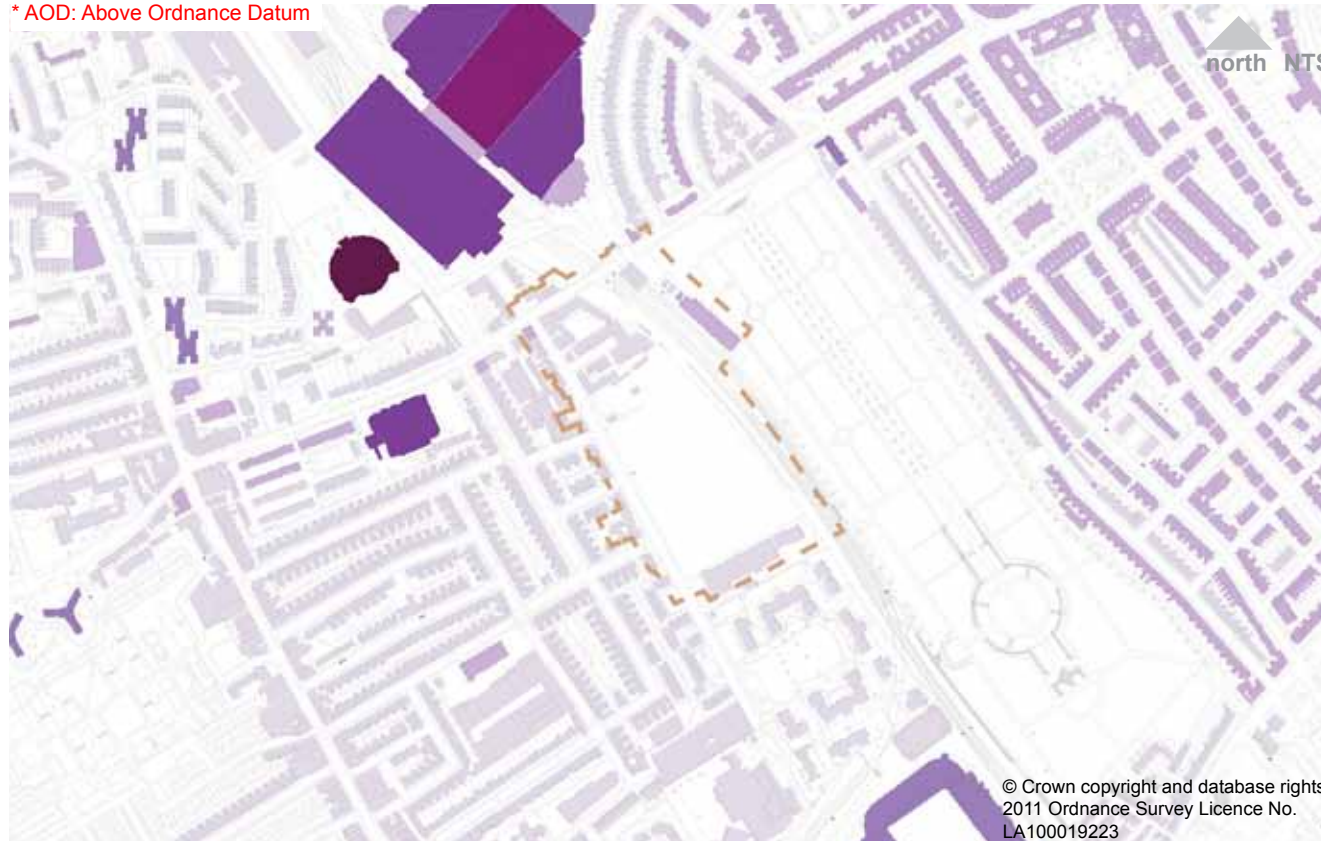 * AOD: Above Ordnance Datum
north NTS
© Crown copyright and database rights
2011 Ordnance Survey Licence No.
LA100019223